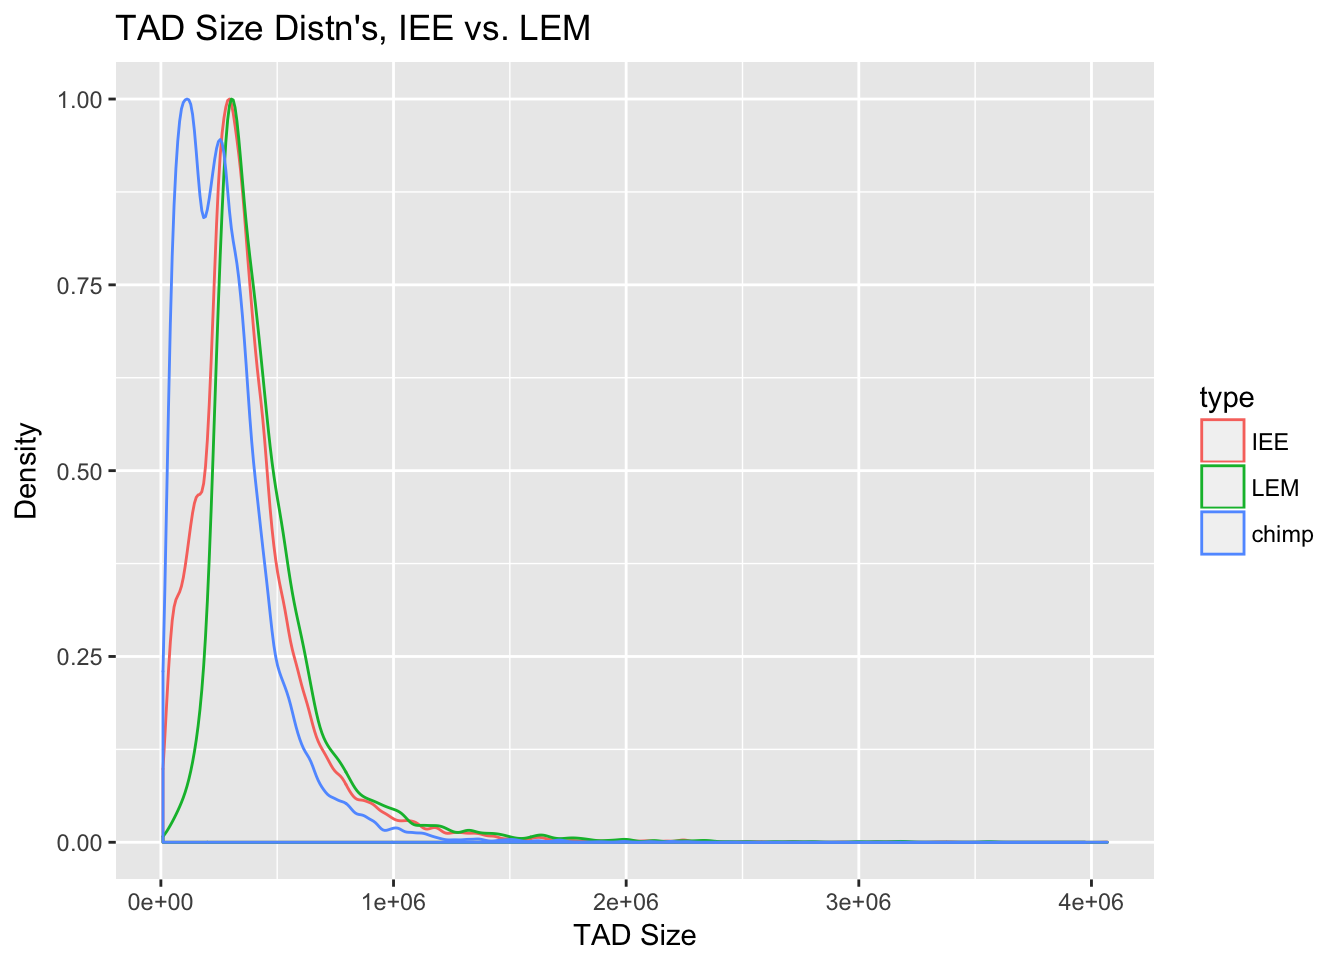 TAD Size Distn's, IEE vs. LEM
Density
1.00
0.75
0.50
0.25
0.00
0e+00
1e+06
2e+06
3e+06
4e+06
TAD Size
type
IEE
LEM
chimp